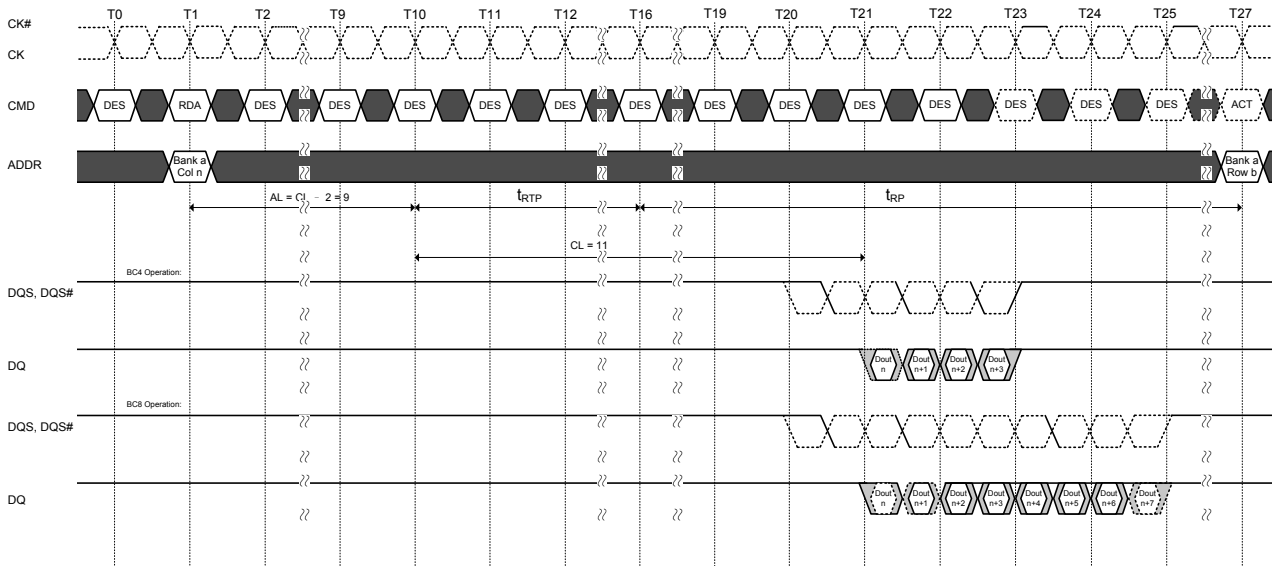 T0 T1 T2 T9 T10 T11 T12 T16 T19 T20 T21 T22 T23 T24 T25 T27
CK#
CK
CMD DES RDA DES DES DES DES DES DES DES DES DES DES DES DES DES ACT
ADDR Bank a Bank a
Col n Row b
AL = CL - 2 = 9 tRTP tRP
CL = 11
BC4 Operation:
DQS, DQS#
DQ Dout Dout Dout Dout
n n+1 n+2 n+3
BC8 Operation:
DQS, DQS#
DQ Dout Dout Dout Dout Dout Dout Dout Dout
n n+1 n+2 n+3 n+4 n+5 n+6 n+7